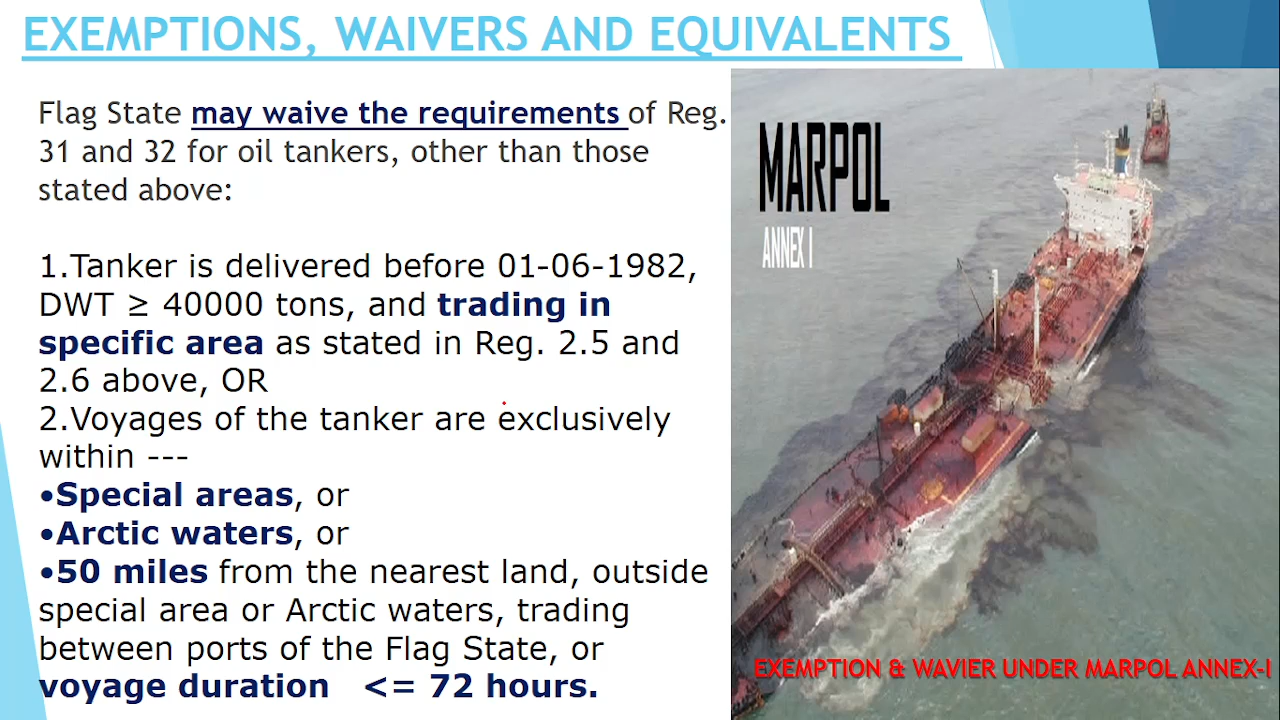 EXEMPTIONS, WAIVERS AND EQUIVALENTS
Flag State may waive the requirements of Reg.
31 and 32 for oil tankers, other than those
stated above:
1.Tanker is delivered before 01-06-1982,
DWT ≥ 40000 tons, and trading in
specific area as stated in Reg. 2.5 and
2.6 above, OR
2.Voyages of the tanker are exclusively
within ---
•Special areas, or
•Arctic waters, or
•50 miles from the nearest land, outside
special area or Arctic waters, trading
between ports of the Flag State, or
voyage duration <= 72 hours.
MARPOL
ANNEX I
EXEMPTION & WAVIER UNDER MARPOL ANNEX-I